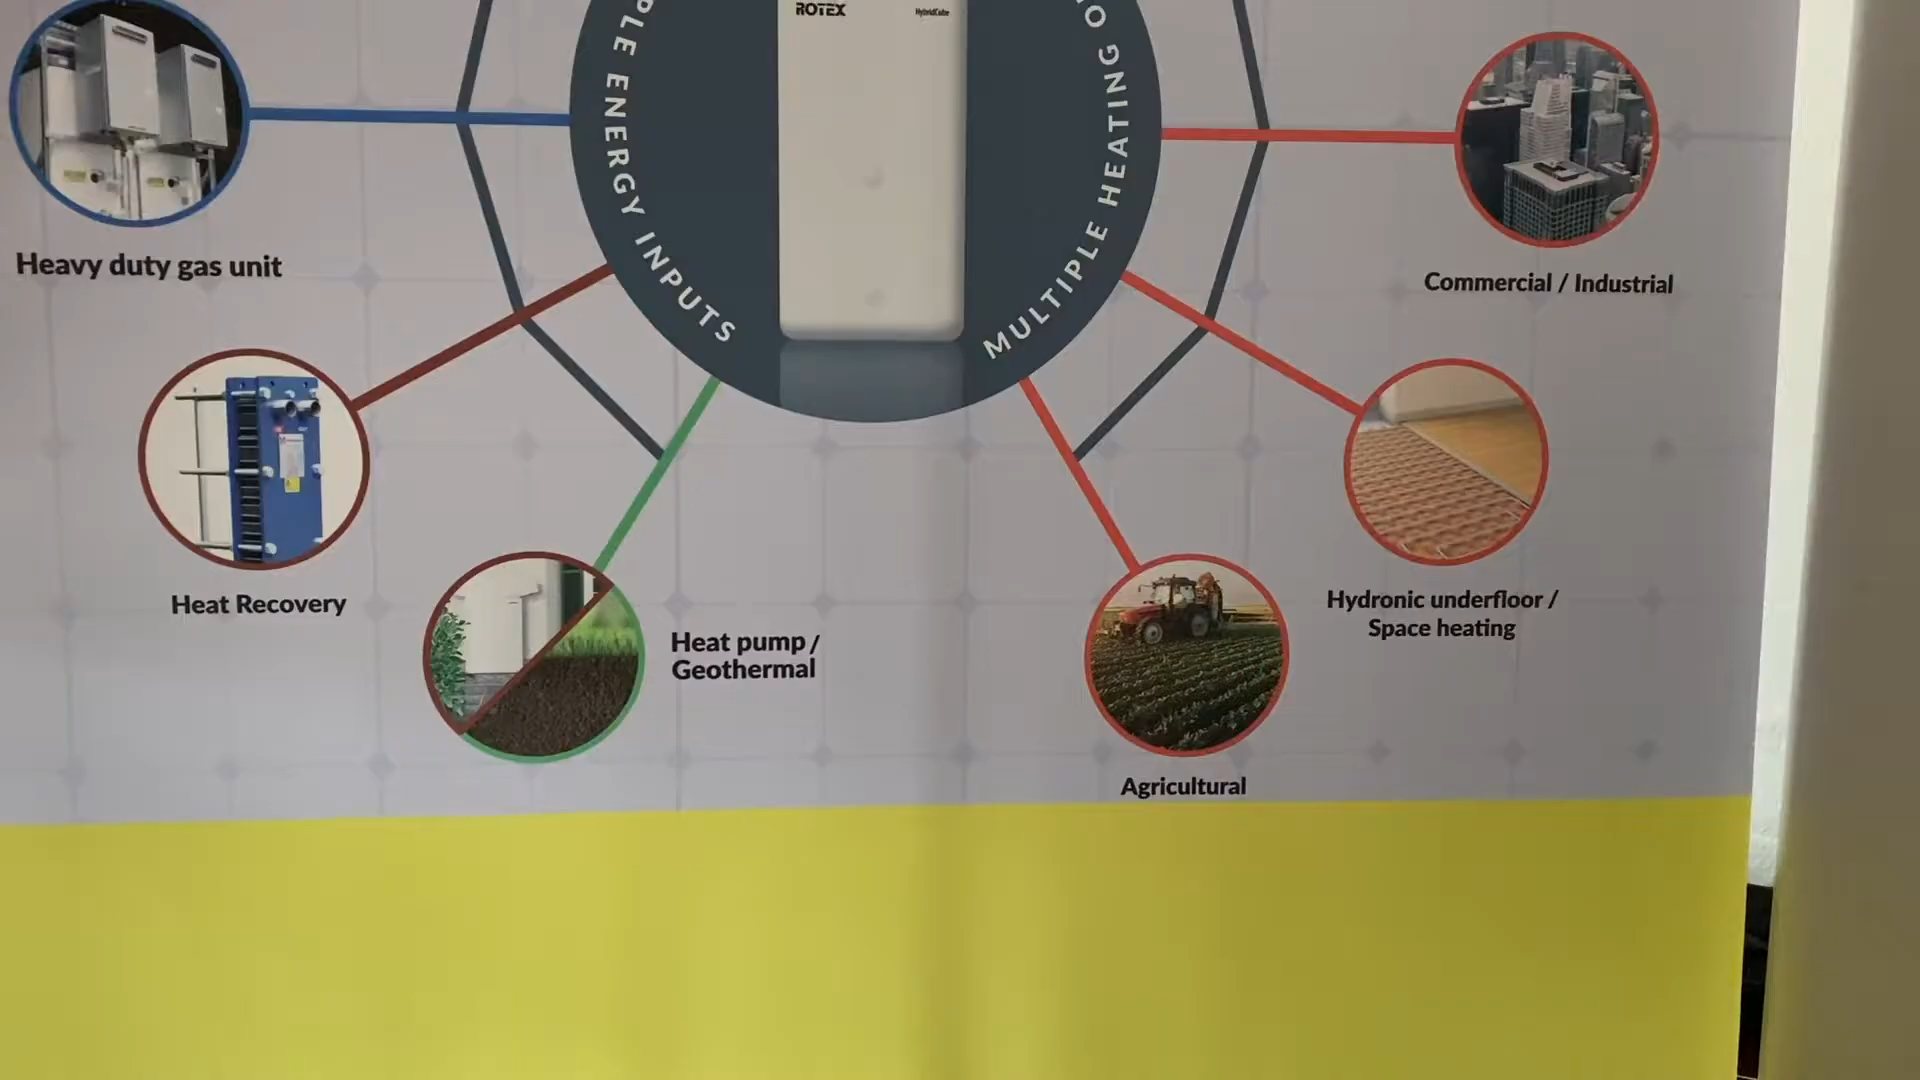 ROTEX
HybridCube
PLE ENERGY INPUTS
MULTIPLE HEATING O
Heavy duty gas unit
Commercial / Industrial
Heat Recovery
Hydronic underfloor /
Space heating
Heat pump /
Geothermal
Agricultural